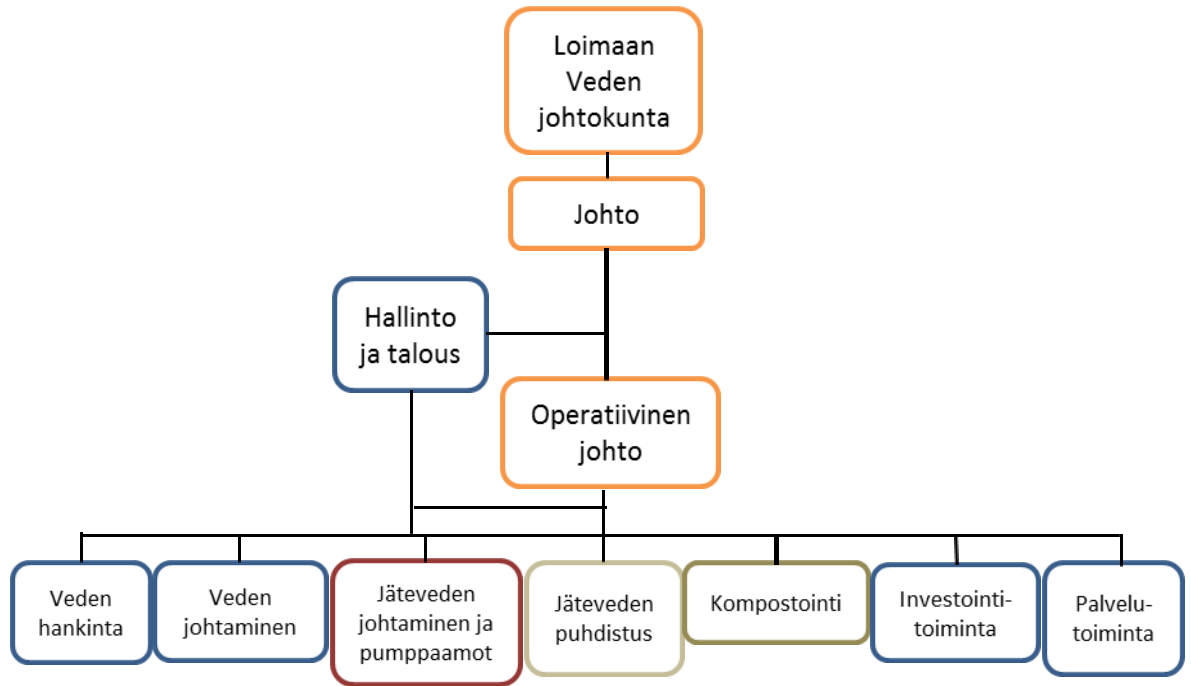 Loimaan
Veden
johtokunta
Johto
Hallinto
ja talous
Operatiivinen
johto
Veden
hankinta
Veden
johtaminen
Jäteveden
johtaminen ja
pumppaamot
Jäteveden
puhdistus
Kompostointi
Investointi-
toiminta
Palvelu-
toiminta